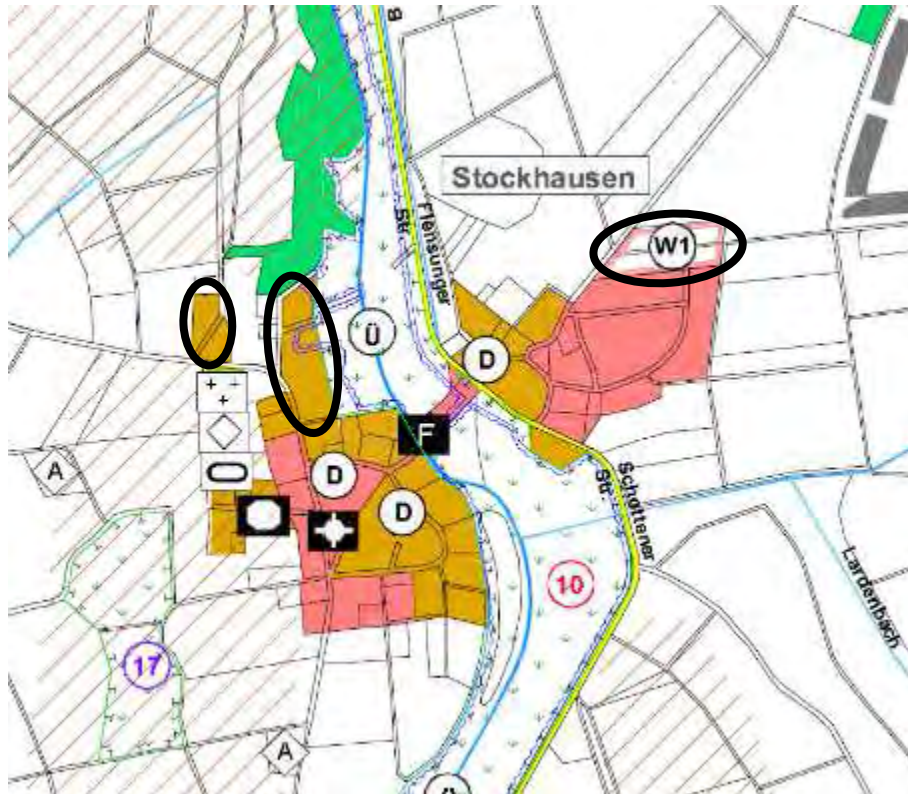 B
Stockhausen
Flensunger
Str.
W1
Ü
D
F
A
D
D
Schottener
Str.
10
Lardenbach
17
A